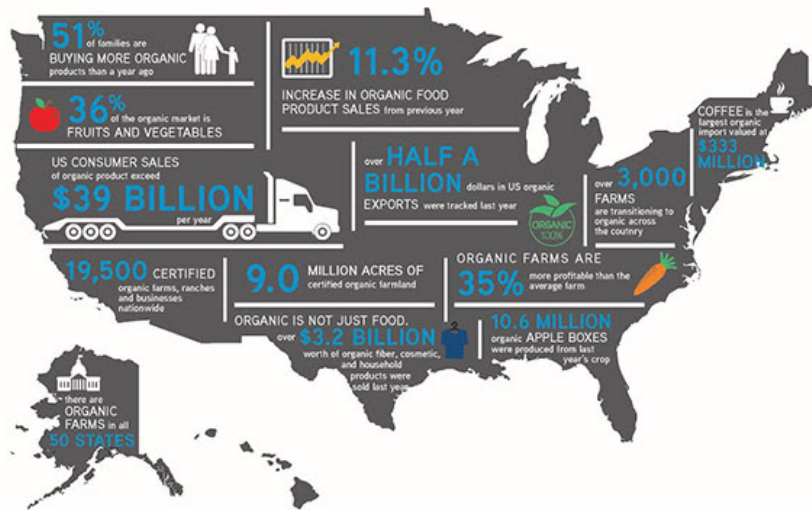 51%
of families are
BUYING MORE ORGANIC
products than a year ago
11.3%
INCREASE IN ORGANIC FOOD
PRODUCT SALES from previous year
36%
of the organic market is
FRUITS AND VEGETABLES
COFFEE is the
largest organic
import valued at
$333
MILLION
US CONSUMER SALES
of organic product exceed
$39 BILLION
per year
over HALF A
BILLION dollars in US organic
EXPORTS were tracked last year
ORGANIC
100%
over 3,000
FARMS
are transitioning to
organic across
the coutnry
19,500 CERTIFIED
organic farms, ranches
and businesses
nationwide
9.0 MILLION ACRES OF
certified organic farmland
ORGANIC FARMS ARE
35% more profitable than the
average farm
ORGANIC IS NOT JUST FOOD.
over $3.2 BILLION
worth of organic fiber, cosmetic,
and household
products were
sold last year
10.6 MILLION
organic APPLE BOXES
were produced from last
year's crop
there are
ORGANIC
FARMS in all
50 STATES